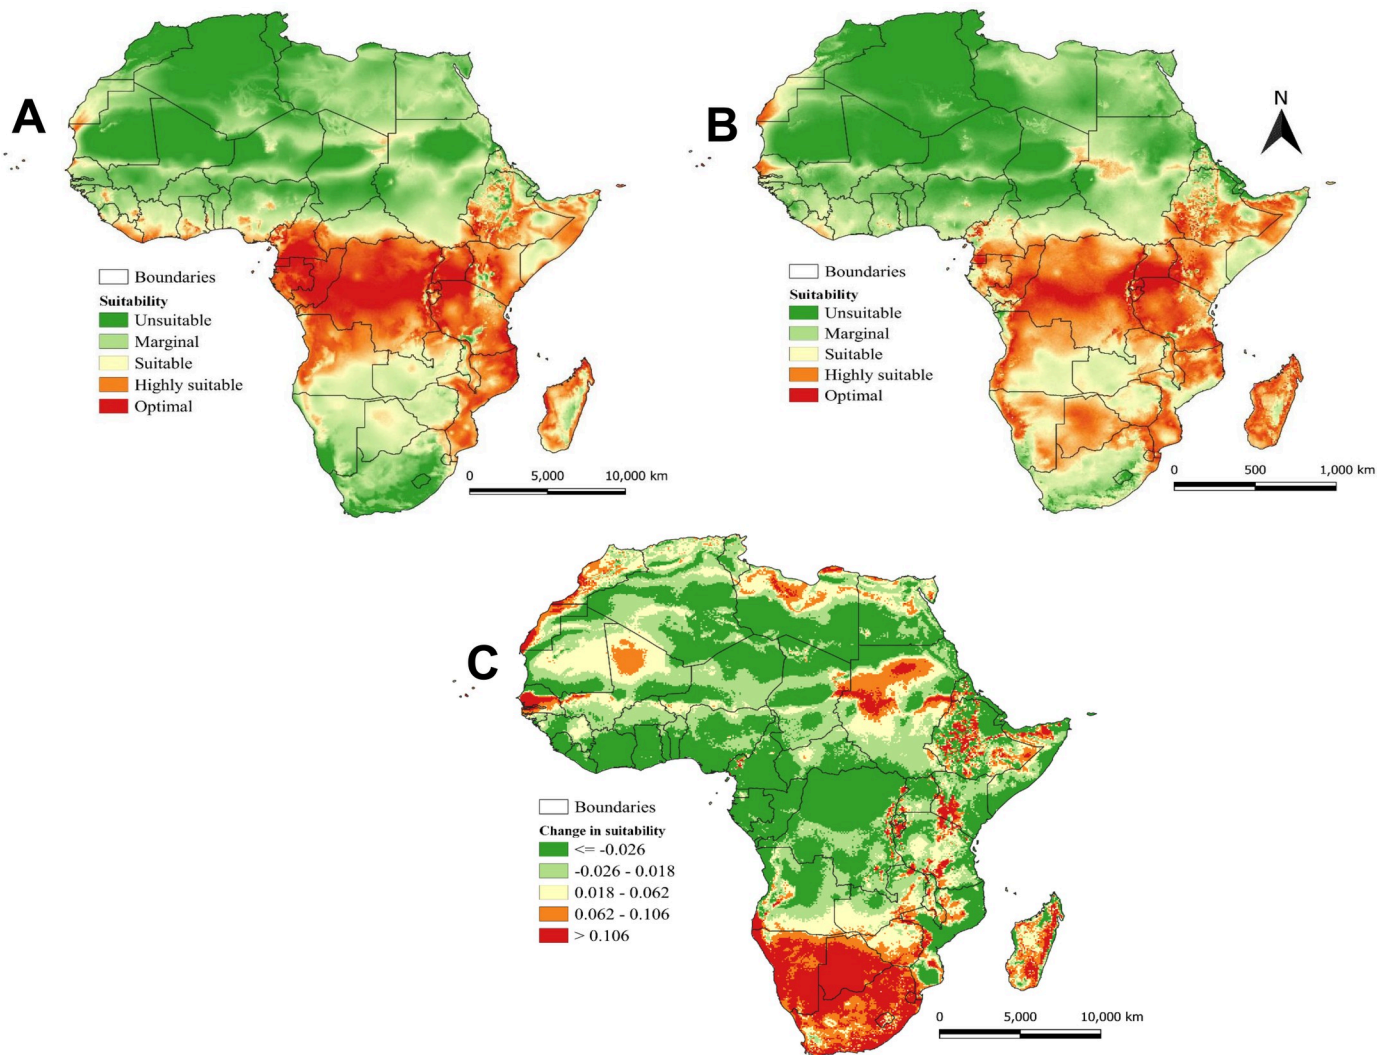 A
Boundaries
Suitability
Unsuitable
Marginal
Suitable
Highly suitable
Optimal
0 5,000 10,000 km
B
N
Boundaries
Suitability
Unsuitable
Marginal
Suitable
Highly suitable
Optimal
0 500 1,000 km
C
Boundaries
Change in suitability
<= -0.026
-0.026 - 0.018
0.018 - 0.062
0.062 - 0.106
> 0.106
0 5,000 10,000 km